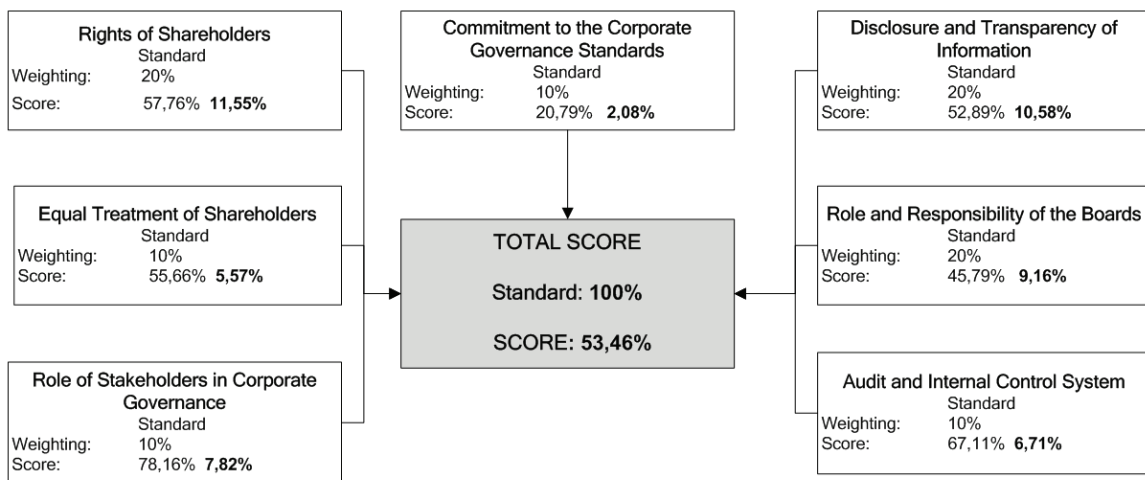 Rights of Shareholders
Standard
Weighting: 20%
Score: 57,76% 11,55%
Equal Treatment of Shareholders
Standard
Weighting: 10%
Score: 55,66% 5,57%
Role of Stakeholders in Corporate
Governance
Standard
Weighting: 10%
Score: 78,16% 7,82%
Commitment to the Corporate
Governance Standards
Standard
Weighting: 10%
Score: 20,79% 2,08%
TOTAL SCORE
Standard: 100%
SCORE: 53,46%
Disclosure and Transparency of
Information
Standard
Weighting: 20%
Score: 52,89% 10,58%
Role and Responsibility of the Boards
Standard
Weighting: 20%
Score: 45,79% 9,16%
Audit and Internal Control System
Standard
Weighting: 10%
Score: 67,11% 6,71%